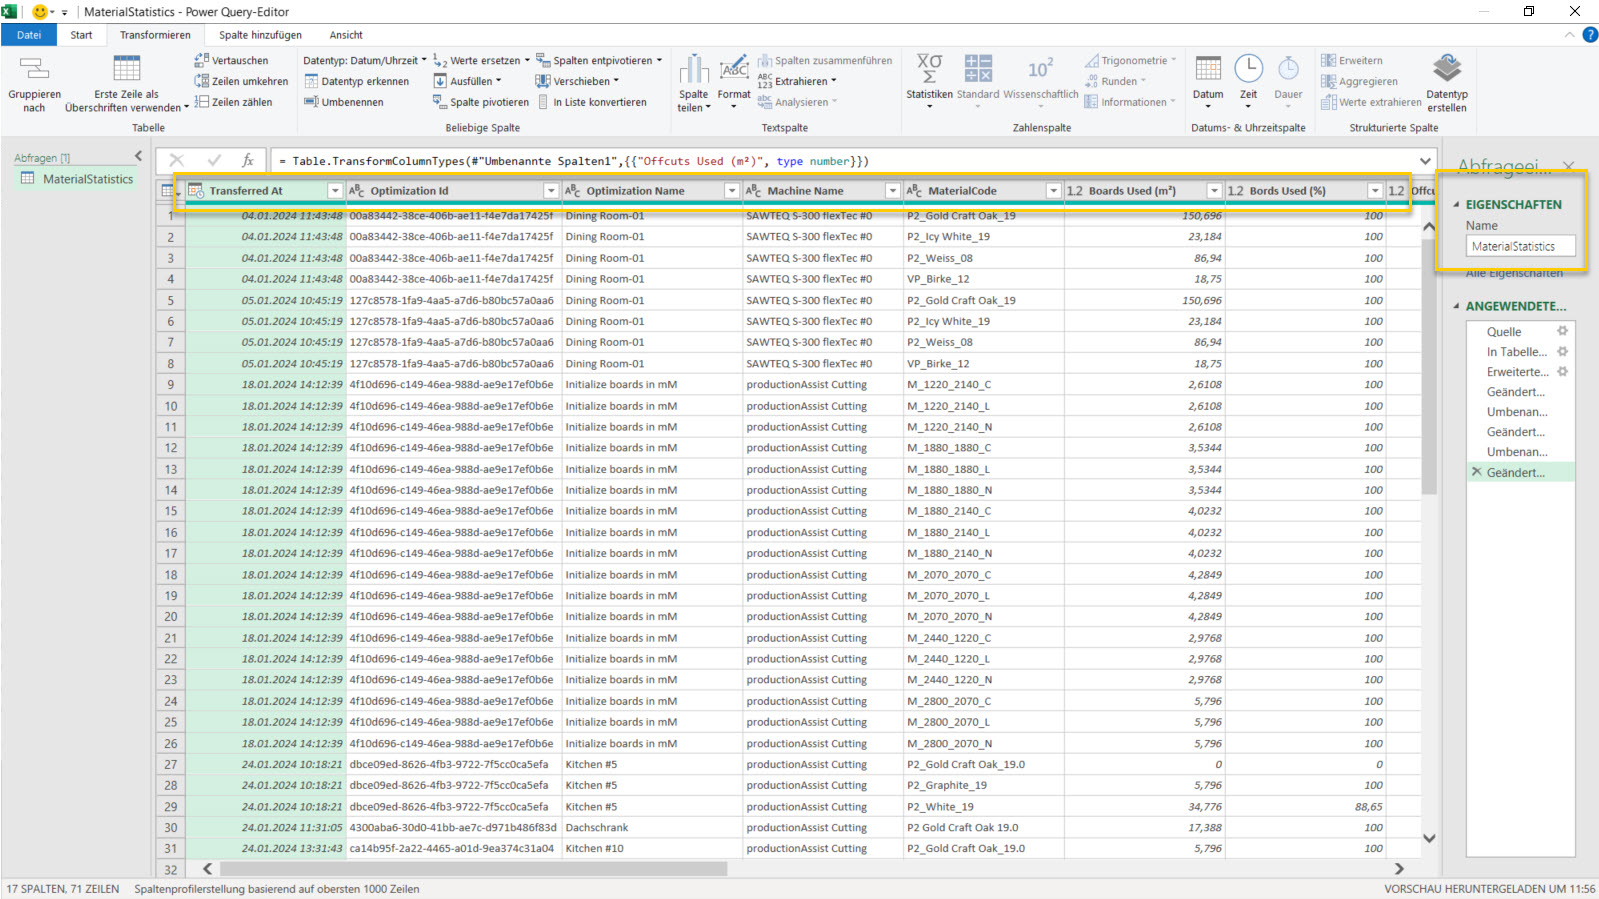 MaterialStatistics - Power Query-Editor
Datei Start Transformieren Spalte hinzufügen Ansicht
Gruppieren nach
Erste Zeile als Überschriften verwenden
Vertauschen
Zeilen umkehren
Zeilen zählen
Tabelle
Datentyp: Datum/Uhrzeit
Datentyp erkennen
Umbenennen
Werte ersetzen
Ausfüllen
Spalte pivotieren
Spalten entpivotieren
Verschieben
In Liste konvertieren
Beliebige Spalte
Spalte teilen
Format
Spalten zusammenführen
Extrahieren
Analysieren
Textspalte
Statistiken
Standard
Wissenschaftlich
Trigonometrie
Runden
Informationen
Zahlenspalte
Datum
Zeit
Dauer
Datums- & Uhrzeitspalte
Erweitern
Aggregieren
Werte extrahieren
Datentyp erstellen
Strukturierte Spalte
Abfragen [1]
MaterialStatistics
= Table.TransformColumnTypes(#"Umbenannte Spalten1",{{"Offcuts Used (m²)", type number}})
Transferred At Optimization Id Optimization Name Machine Name MaterialCode 1.2 Boards Used (m²) 1.2 Bords Used (%) 1.2 Offcu
1 04.01.2024 11:43:48 00a83442-38ce-406b-ae11-f4e7da17425f Dining Room-01 SAWTEQ S-300 flexTec #0 P2_Gold Craft Oak_19 150,696 100
2 04.01.2024 11:43:48 00a83442-38ce-406b-ae11-f4e7da17425f Dining Room-01 SAWTEQ S-300 flexTec #0 P2_Icy White_19 23,184 100
3 04.01.2024 11:43:48 00a83442-38ce-406b-ae11-f4e7da17425f Dining Room-01 SAWTEQ S-300 flexTec #0 P2_Weiss_08 86,94 100
4 04.01.2024 11:43:48 00a83442-38ce-406b-ae11-f4e7da17425f Dining Room-01 SAWTEQ S-300 flexTec #0 VP_Birke_12 18,75 100
5 05.01.2024 10:45:19 127c8578-1fa9-4aa5-a7d6-b80bc57a0aa6 Dining Room-01 SAWTEQ S-300 flexTec #0 P2_Gold Craft Oak_19 150,696 100
6 05.01.2024 10:45:19 127c8578-1fa9-4aa5-a7d6-b80bc57a0aa6 Dining Room-01 SAWTEQ S-300 flexTec #0 P2_Icy White_19 23,184 100
7 05.01.2024 10:45:19 127c8578-1fa9-4aa5-a7d6-b80bc57a0aa6 Dining Room-01 SAWTEQ S-300 flexTec #0 P2_Weiss_08 86,94 100
8 05.01.2024 10:45:19 127c8578-1fa9-4aa5-a7d6-b80bc57a0aa6 Dining Room-01 SAWTEQ S-300 flexTec #0 VP_Birke_12 18,75 100
9 18.01.2024 14:12:39 4f10d696-c149-46ea-988d-ae9e17ef0b6e Initialize boards in mM productionAssist Cutting M_1220_2140_C 2,6108 100
10 18.01.2024 14:12:39 4f10d696-c149-46ea-988d-ae9e17ef0b6e Initialize boards in mM productionAssist Cutting M_1220_2140_L 2,6108 100
11 18.01.2024 14:12:39 4f10d696-c149-46ea-988d-ae9e17ef0b6e Initialize boards in mM productionAssist Cutting M_1220_2140_N 2,6108 100
12 18.01.2024 14:12:39 4f10d696-c149-46ea-988d-ae9e17ef0b6e Initialize boards in mM productionAssist Cutting M_1880_1880_C 3,5344 100
13 18.01.2024 14:12:39 4f10d696-c149-46ea-988d-ae9e17ef0b6e Initialize boards in mM productionAssist Cutting M_1880_1880_L 3,5344 100
14 18.01.2024 14:12:39 4f10d696-c149-46ea-988d-ae9e17ef0b6e Initialize boards in mM productionAssist Cutting M_1880_1880_N 3,5344 100
15 18.01.2024 14:12:39 4f10d696-c149-46ea-988d-ae9e17ef0b6e Initialize boards in mM productionAssist Cutting M_1880_2140_C 4,0232 100
16 18.01.2024 14:12:39 4f10d696-c149-46ea-988d-ae9e17ef0b6e Initialize boards in mM productionAssist Cutting M_1880_2140_L 4,0232 100
17 18.01.2024 14:12:39 4f10d696-c149-46ea-988d-ae9e17ef0b6e Initialize boards in mM productionAssist Cutting M_1880_2140_N 4,0232 100
18 18.01.2024 14:12:39 4f10d696-c149-46ea-988d-ae9e17ef0b6e Initialize boards in mM productionAssist Cutting M_2070_2070_C 4,2849 100
19 18.01.2024 14:12:39 4f10d696-c149-46ea-988d-ae9e17ef0b6e Initialize boards in mM productionAssist Cutting M_2070_2070_L 4,2849 100
20 18.01.2024 14:12:39 4f10d696-c149-46ea-988d-ae9e17ef0b6e Initialize boards in mM productionAssist Cutting M_2070_2070_N 4,2849 100
21 18.01.2024 14:12:39 4f10d696-c149-46ea-988d-ae9e17ef0b6e Initialize boards in mM productionAssist Cutting M_2440_1220_C 2,9768 100
22 18.01.2024 14:12:39 4f10d696-c149-46ea-988d-ae9e17ef0b6e Initialize boards in mM productionAssist Cutting M_2440_1220_L 2,9768 100
23 18.01.2024 14:12:39 4f10d696-c149-46ea-988d-ae9e17ef0b6e Initialize boards in mM productionAssist Cutting M_2440_1220_N 2,9768 100
24 18.01.2024 14:12:39 4f10d696-c149-46ea-988d-ae9e17ef0b6e Initialize boards in mM productionAssist Cutting M_2800_2070_C 5,796 100
25 18.01.2024 14:12:39 4f10d696-c149-46ea-988d-ae9e17ef0b6e Initialize boards in mM productionAssist Cutting M_2800_2070_L 5,796 100
26 18.01.2024 14:12:39 4f10d696-c149-46ea-988d-ae9e17ef0b6e Initialize boards in mM productionAssist Cutting M_2800_2070_N 5,796 100
27 24.01.2024 10:18:21 dbce09ed-8626-4fb3-9722-7f5cc0ca5efa Kitchen #5 productionAssist Cutting P2_Gold Craft Oak_19.0 0 0
28 24.01.2024 10:18:21 dbce09ed-8626-4fb3-9722-7f5cc0ca5efa Kitchen #5 productionAssist Cutting P2_Graphite_19 5,796 100
29 24.01.2024 10:18:21 dbce09ed-8626-4fb3-9722-7f5cc0ca5efa Kitchen #5 productionAssist Cutting P2_White_19 34,776 88,65
30 24.01.2024 11:31:05 4300aba6-30d0-41bb-ae7c-d971b486f83d Dachschrank productionAssist Cutting P2 Gold Craft Oak 19.0 17,388 100
31 24.01.2024 13:31:43 ca14b95f-2a22-4465-a01d-9ea374c31a04 Kitchen #10 productionAssist Cutting P2_Gold Craft Oak_19.0 5,796 100
32
Abfrageei...
EIGENSCHAFTEN
Name
MaterialStatistics
Alle Eigenschaften
ANGEWENDETE...
Quelle
In Tabelle...
Erweiterte...
Geändert...
Umbenan...
Geändert...
Umbenan...
Geändert...
17 SPALTEN, 71 ZEILEN Spaltenprofilerstellung basierend auf obersten 1000 Zeilen VORSCHAU HERUNTERGELADEN UM 11:56